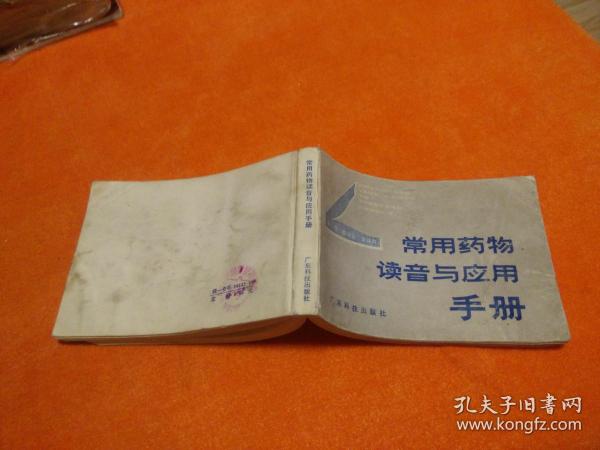 常用药物
读音与应用
手册
广东科技出版社
常用药物读音与应用手册
广东科技出版社
孔夫子旧书网
www.kongfz.com